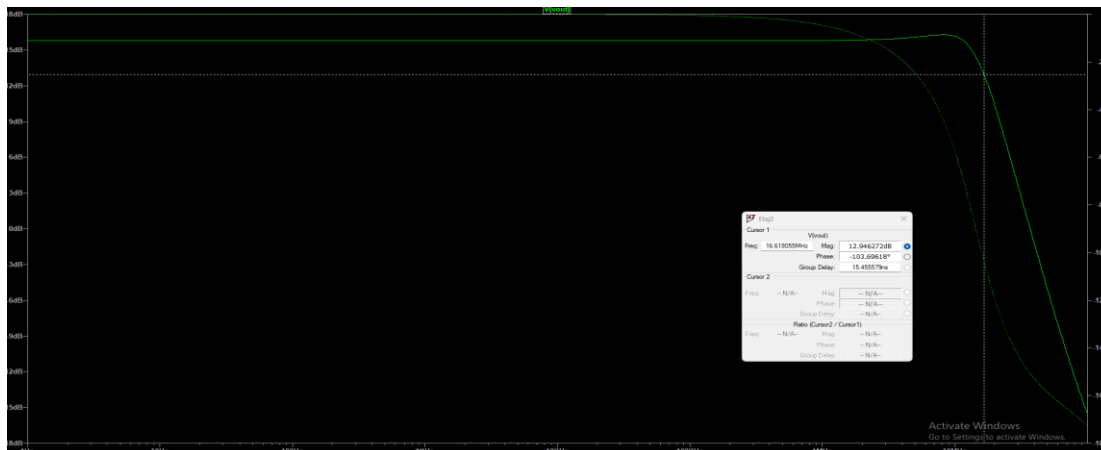 V(vout)
18dB
15dB
12dB
9dB
6dB
3dB
0dB
-3dB
-6dB
-9dB
-12dB
-15dB
-18dB
Etaj3
Cursor 1
V(vout)
Freq: 16.618055MHz Mag: 12.946272dB
Phase: -103.69618°
Group Delay: 15.455579ns
Cursor 2
Freq: -- N/A-- Mag: -- N/A--
Phase: -- N/A--
Group Delay: -- N/A--
Ratio (Cursor2 / Cursor1)
Freq: -- N/A-- Mag: -- N/A--
Phase: -- N/A--
Group Delay: -- N/A--
Activate Windows
Go to Settings to activate Windows.